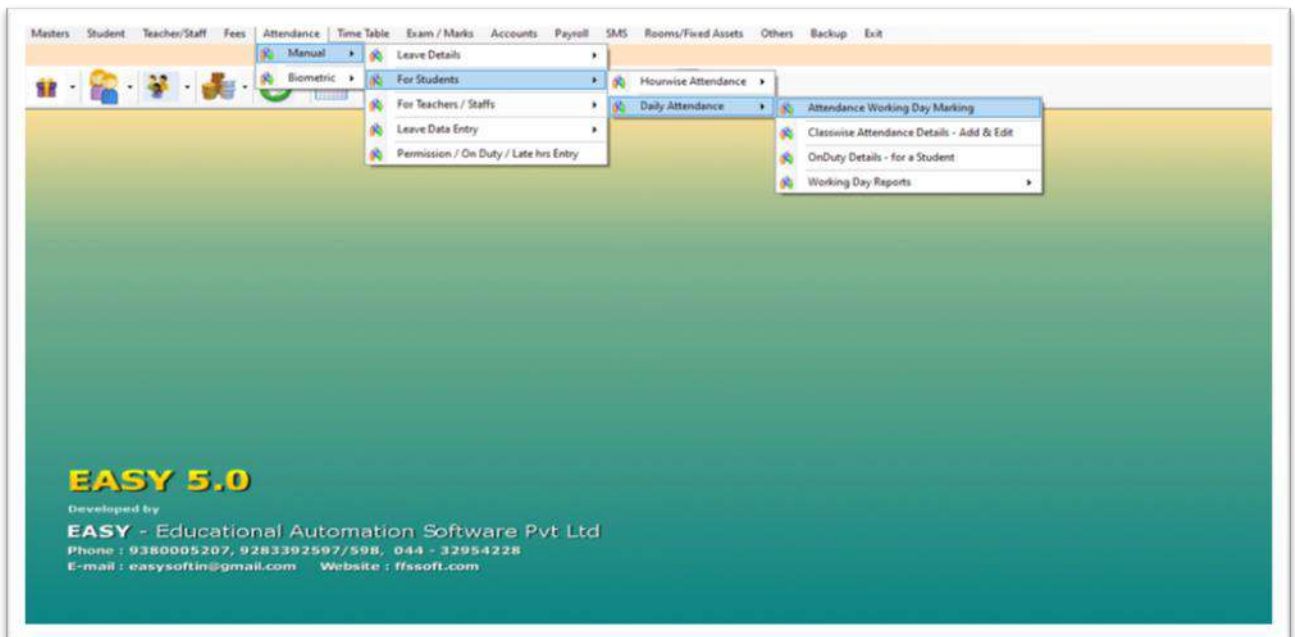 Masters Student Teacher/Staff Fees Attendance Time Table Exam / Marks Accounts Payroll SMS Rooms/Fixed Assets Others Backup Exit
Manual
Biometric
Leave Details
For Students
For Teachers / Staffs
Leave Data Entry
Permission / On Duty / Late hrs Entry
Hourwise Attendance
Daily Attendance
Attendance Working Day Marking
Classwise Attendance Details - Add & Edit
OnDuty Details - for a Student
Working Day Reports
EASY 5.0
Developed by
EASY - Educational Automation Software Pvt Ltd
Phone : 9380005207, 9283392597/598, 044 - 32954228
E-mail : easysoftin@gmail.com Website : ffssoft.com